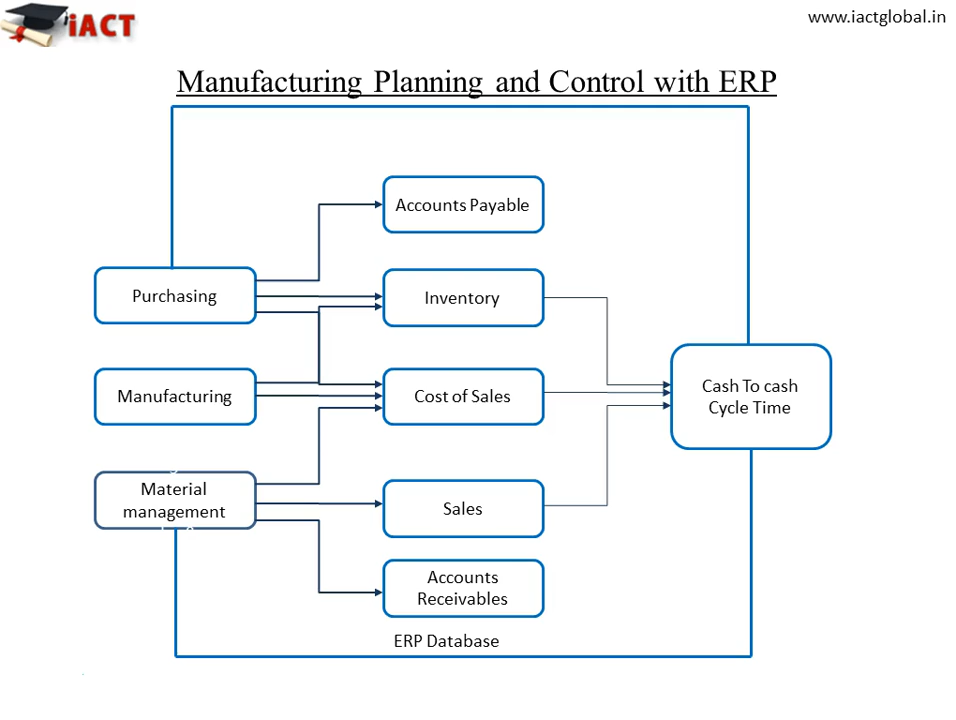 iACT
www.iactglobal.in
Manufacturing Planning and Control with ERP
Accounts Payable
Purchasing
Inventory
Manufacturing
Cost of Sales
Cash To cash
Cycle Time
Material
management
Sales
Accounts
Receivables
ERP Database